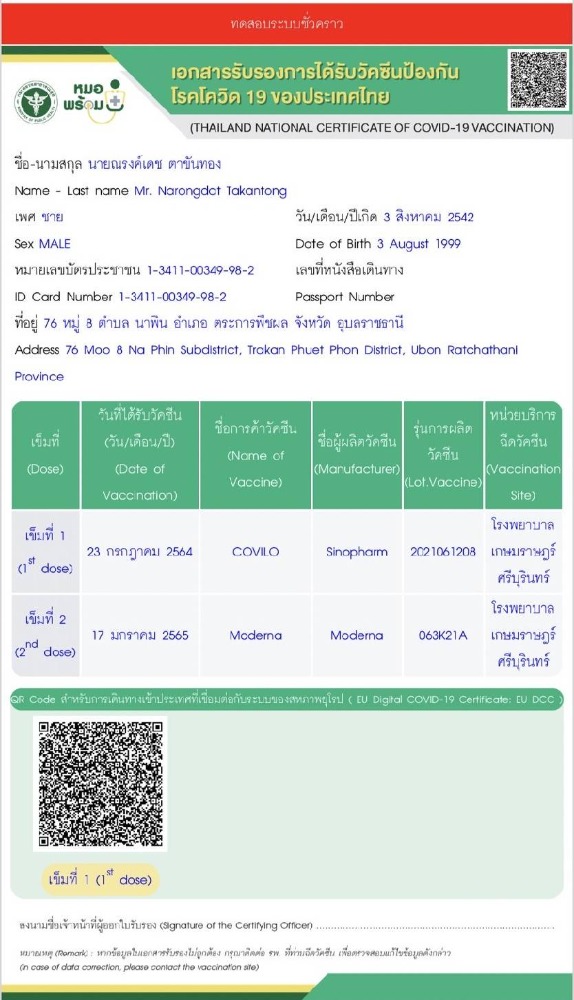 ทดสอบระบบชั่วคราว
หมอ
พร้อม
เอกสารรับรองการได้รับวัคซีนป้องกัน
โรคโควิด 19 ของประเทศไทย
(THAILAND NATIONAL CERTIFICATE OF COVID-19 VACCINATION)
ชื่อ-นามสกุล นายณรงค์เดช ตาขันทอง
Name - Last name Mr. Narongdct Takantong
เพศ ชาย วัน/เดือน/ปีเกิด 3 สิงหาคม 2542
Sex MALE Date of Birth 3 August 1999
หมายเลขบัตรประชาชน 1-3411-00349-98-2 เลขที่หนังสือเดินทาง
ID Card Number 1-3411-00349-98-2 Passport Number
ที่อยู่ 76 หมู่ 8 ตำบล นาพิน อำเภอ ตระการพืชผล จังหวัด อุบลราชธานี
Address 76 Moo 8 Na Phin Subdistrict, Trakan Phuet Phon District, Ubon Ratchathani
Province
เข็มที่
(Dose)
วันที่ได้รับวัคซีน
(วัน/เดือน/ปี)
(Date of
Vaccination)
ชื่อการค้าวัคซีน
(Name of
Vaccine)
ชื่อผู้ผลิตวัคซีน
(Manufacturer)
รุ่นการผลิต
วัคซีน
(Lot.Vaccine)
หน่วยบริการ
ฉีดวัคซีน
(Vaccination
Site)
เข็มที่ 1
(1st dose)
23 กรกฎาคม 2564
COVILO
Sinopharm
2021061208
โรงพยาบาล
เกษมราษฎร์
ศรีบุรินทร์
เข็มที่ 2
(2nd dose)
17 มกราคม 2565
Moderna
Moderna
063K21A
โรงพยาบาล
เกษมราษฎร์
ศรีบุรินทร์
QR Code สำหรับการเดินทางเข้าประเทศที่เชื่อมต่อกับระบบของสหภาพยุโรป ( EU Digital COVID-19 Certificate: EU DCC )
เข็มที่ 1 (1st dose)
ลงนามชื่อเจ้าหน้าที่ผู้ออกใบรับรอง (Signature of the Certifying Officer) ........................................................
หมายเหตุ (Remark) : หากข้อมูลในเอกสารรับรองไม่ถูกต้อง กรุณาติดต่อ รพ. ที่ท่านฉีดวัคซีน เพื่อตรวจสอบแก้ไขข้อมูลดังกล่าว
(in case of data correction, please contact the vaccination site)